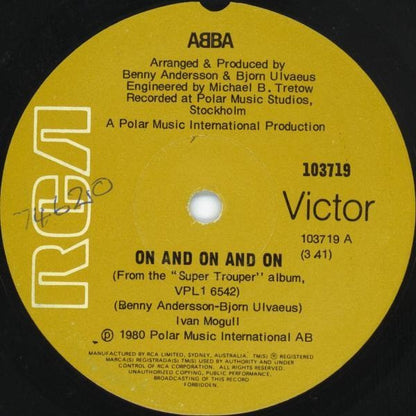 ABBA
Arranged & Produced by
Benny Andersson & Bjorn Ulvaeus
Engineered by Michael B. Tretow
Recorded at Polar Music Studios,
Stockholm
A Polar Music International Production
RCA
74620
103719
Victor
103719 A
(3 41)
ON AND ON AND ON
(From the "Super Trouper" album,
VPL1 6542)
(Benny Andersson-Bjorn Ulvaeus)
Ivan Mogull
℗ 1980 Polar Music International AB
MANUFACTURED BY RCA LIMITED, SYDNEY, AUSTRALIA. TM(S) ® REGISTERED
MARCA(S) REGISTRADA(S) TM(S) USED BY AUTHORITY AND UNDER
CONTROL OF RCA CORPORATION. ALL RIGHTS RESERVED.
UNAUTHORIZED COPYING, PUBLIC PERFORMANCE,
BROADCASTING OF THIS RECORD
FORBIDDEN.